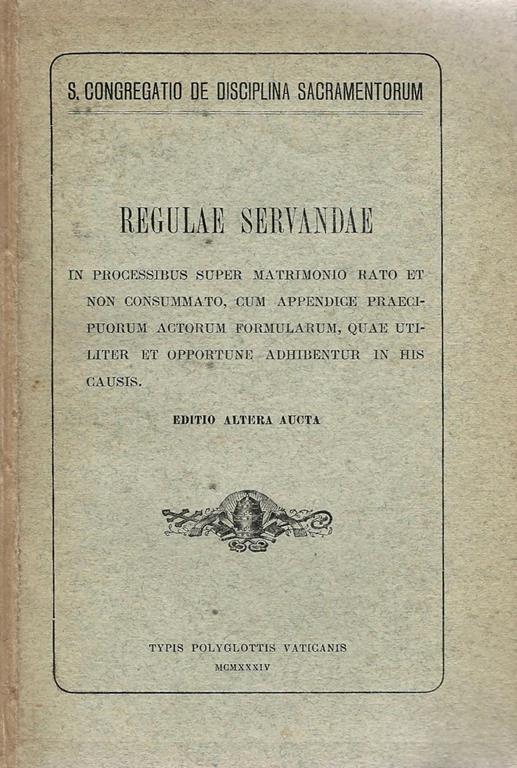 S. CONGREGATIO DE DISCIPLINA SACRAMENTORUM
REGULAE SERVANDAE
IN PROCESSIBUS SUPER MATRIMONIO RATO ET
NON CONSUMMATO, CUM APPENDICE PRAECI-
PUORUM ACTORUM FORMULARUM, QUAE UTI-
LITER ET OPPORTUNE ADHIBENTUR IN HIS
CAUSIS.
EDITIO ALTERA AUCTA
TYPIS POLYGLOTTIS VATICANIS
MCMXXXIV